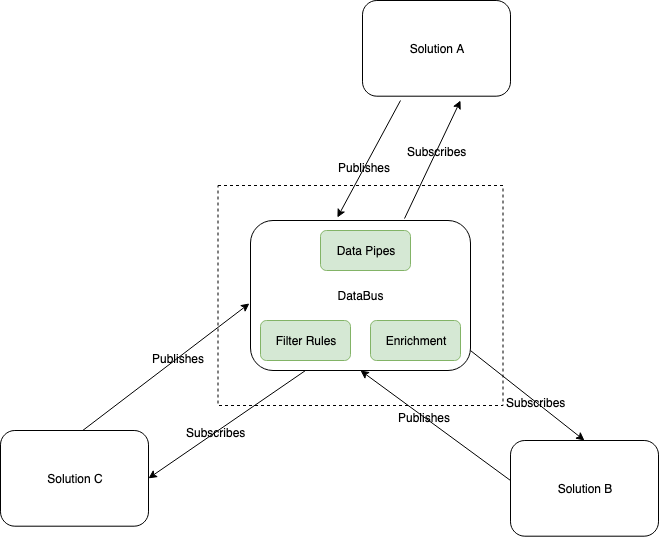 Solution A
Subscribes
Publishes
Data Pipes
DataBus
Filter Rules
Enrichment
Publishes
Subscribes
Publishes
Subscribes
Solution C
Solution B